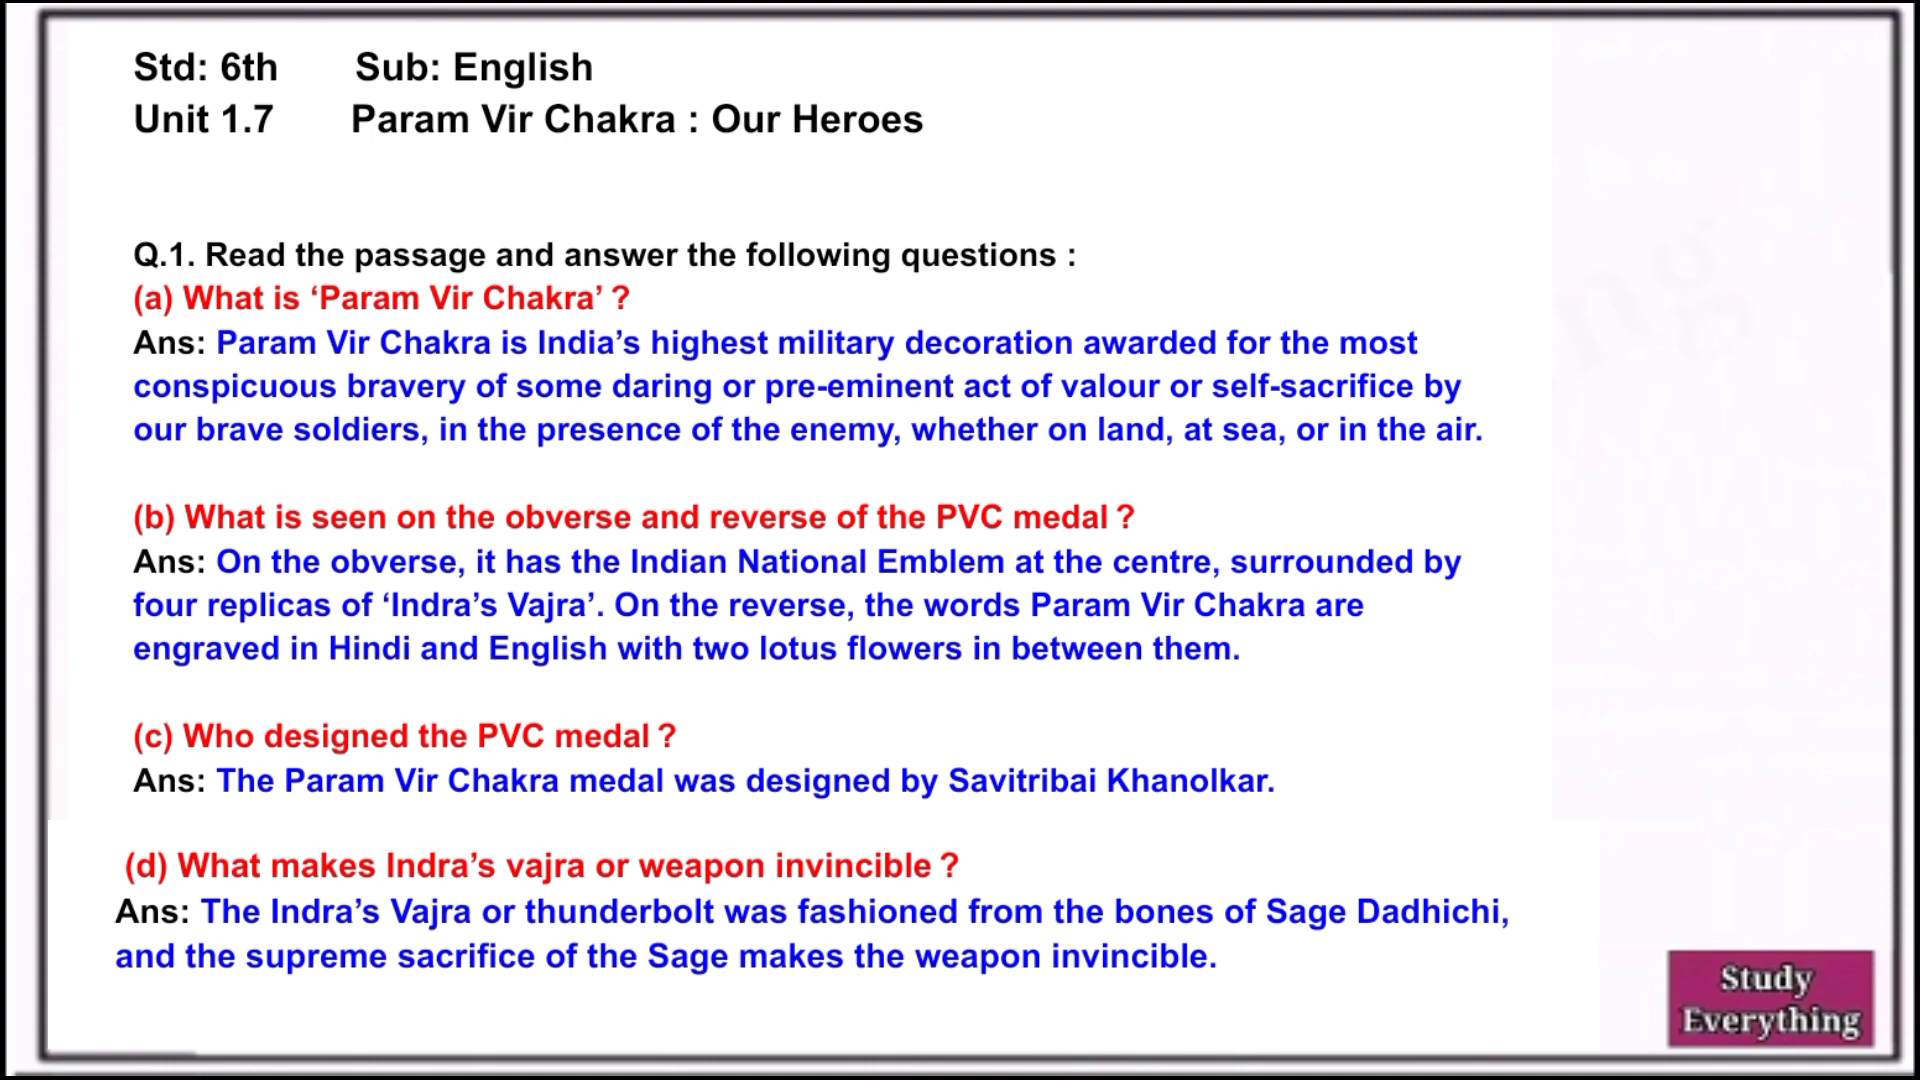 Std: 6th Sub: English
Unit 1.7 Param Vir Chakra : Our Heroes
Q.1. Read the passage and answer the following questions :
(a) What is ‘Param Vir Chakra’ ?
Ans: Param Vir Chakra is India’s highest military decoration awarded for the most
conspicuous bravery of some daring or pre-eminent act of valour or self-sacrifice by
our brave soldiers, in the presence of the enemy, whether on land, at sea, or in the air.
(b) What is seen on the obverse and reverse of the PVC medal ?
Ans: On the obverse, it has the Indian National Emblem at the centre, surrounded by
four replicas of ‘Indra’s Vajra’. On the reverse, the words Param Vir Chakra are
engraved in Hindi and English with two lotus flowers in between them.
(c) Who designed the PVC medal ?
Ans: The Param Vir Chakra medal was designed by Savitribai Khanolkar.
(d) What makes Indra’s vajra or weapon invincible ?
Ans: The Indra’s Vajra or thunderbolt was fashioned from the bones of Sage Dadhichi,
and the supreme sacrifice of the Sage makes the weapon invincible.
Study
Everything